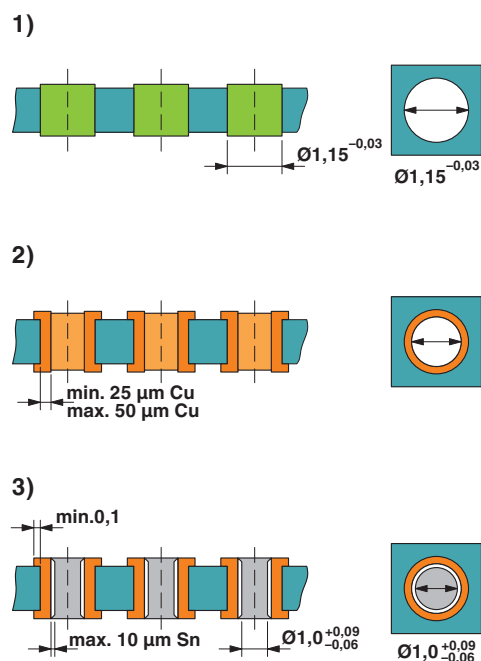 1)
Ø1,15 −0,03
Ø1,15 −0,03
2)
min. 25 µm Cu
max. 50 µm Cu
3)
min.0,1
max. 10 µm Sn
Ø1,0 +0,09 −0,06
Ø1,0 +0,09 −0,06